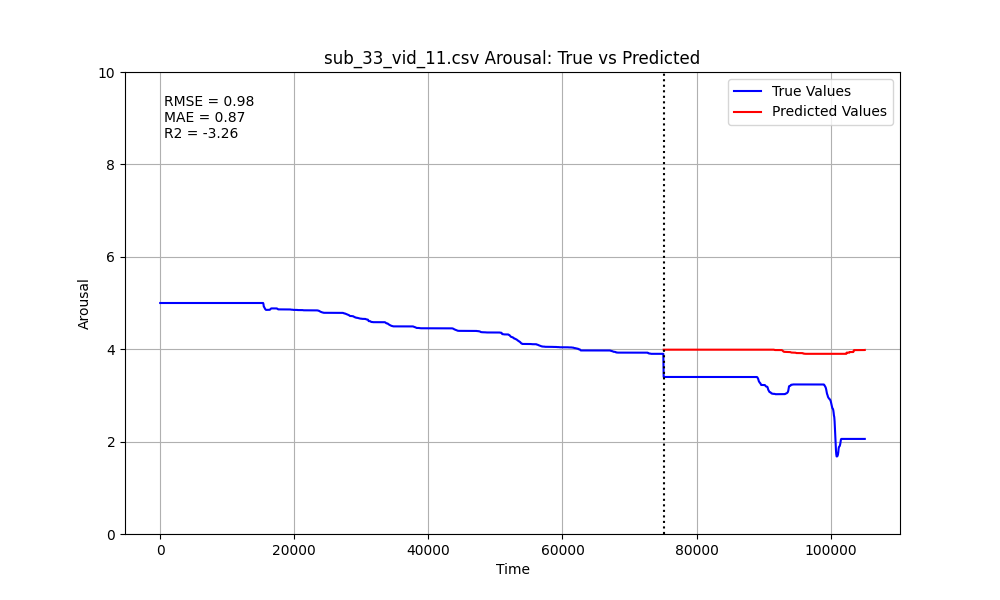 sub_33_vid_11.csv Arousal: True vs Predicted
RMSE = 0.98
MAE = 0.87
R2 = -3.26
True Values
Predicted Values
10
8
6
4
2
0
Arousal
0 20000 40000 60000 80000 100000
Time